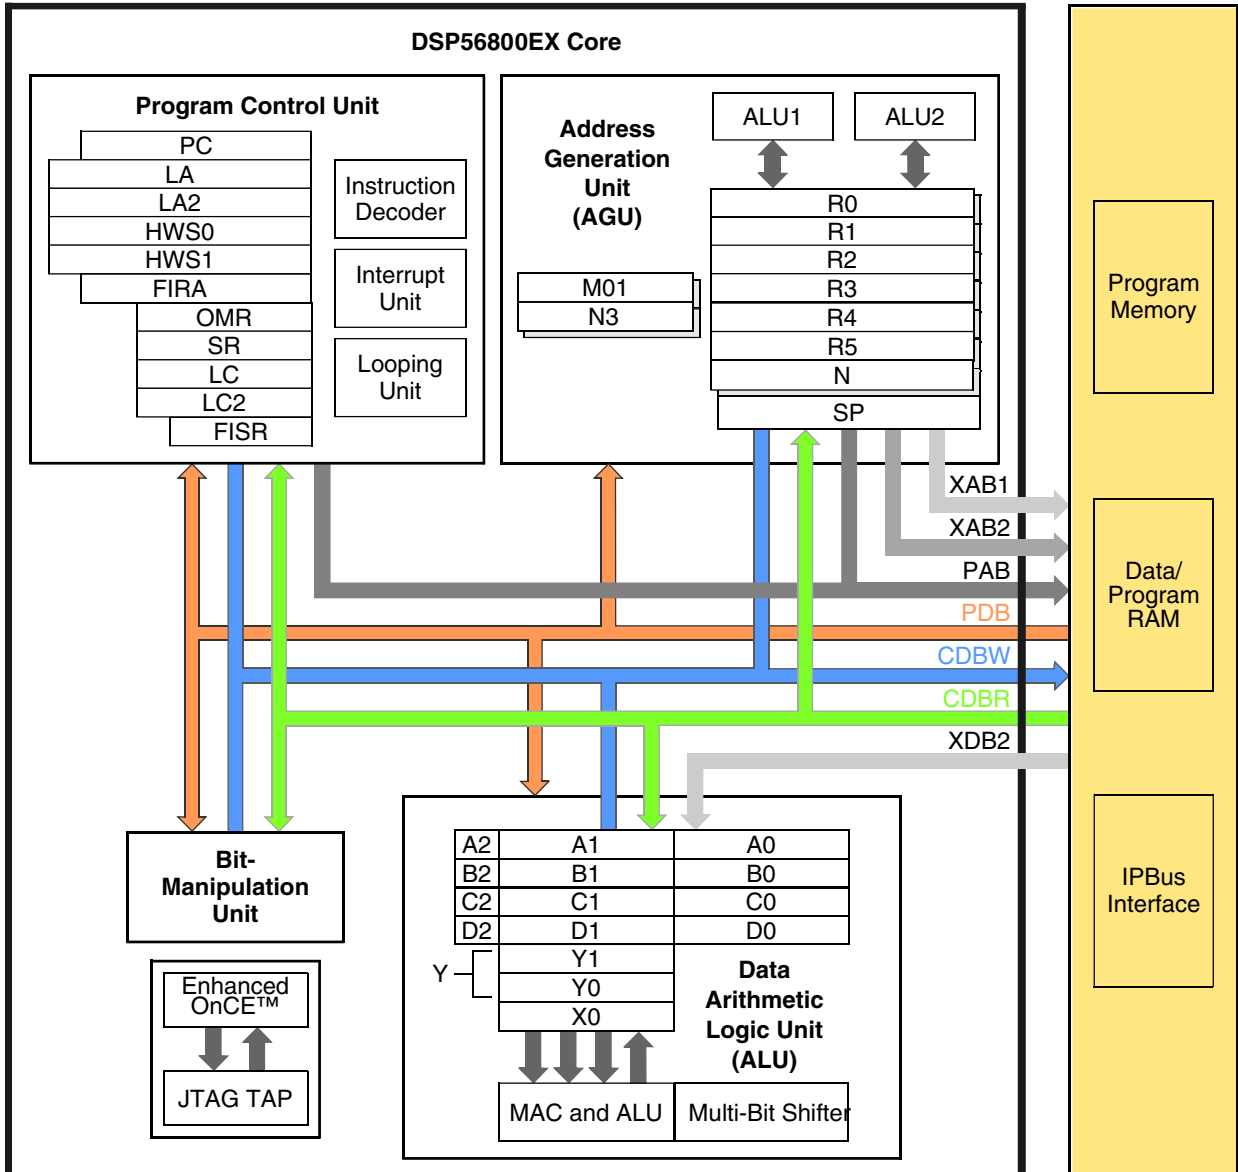 DSP56800EX Core
Program Control Unit
PC
LA
LA2
HWS0
HWS1
FIRA
OMR
SR
LC
LC2
FISR
Instruction
Decoder
Interrupt
Unit
Looping
Unit
Address
Generation
Unit
(AGU)
ALU1
ALU2
R0
R1
R2
R3
R4
R5
N
SP
M01
N3
XAB1
XAB2
PAB
PDB
CDBW
CDBR
XDB2
Program
Memory
Data/
Program
RAM
IPBus
Interface
Bit-
Manipulation
Unit
Enhanced
OnCE™
JTAG TAP
A2 A1 A0
B2 B1 B0
C2 C1 C0
D2 D1 D0
Y
Y1
Y0
X0
Data
Arithmetic
Logic Unit
(ALU)
MAC and ALU
Multi-Bit Shifter